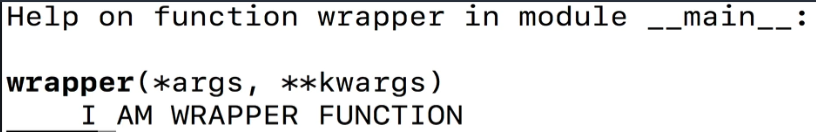 Help on function wrapper in module __main__:
wrapper(*args, **kwargs)
I AM WRAPPER FUNCTION